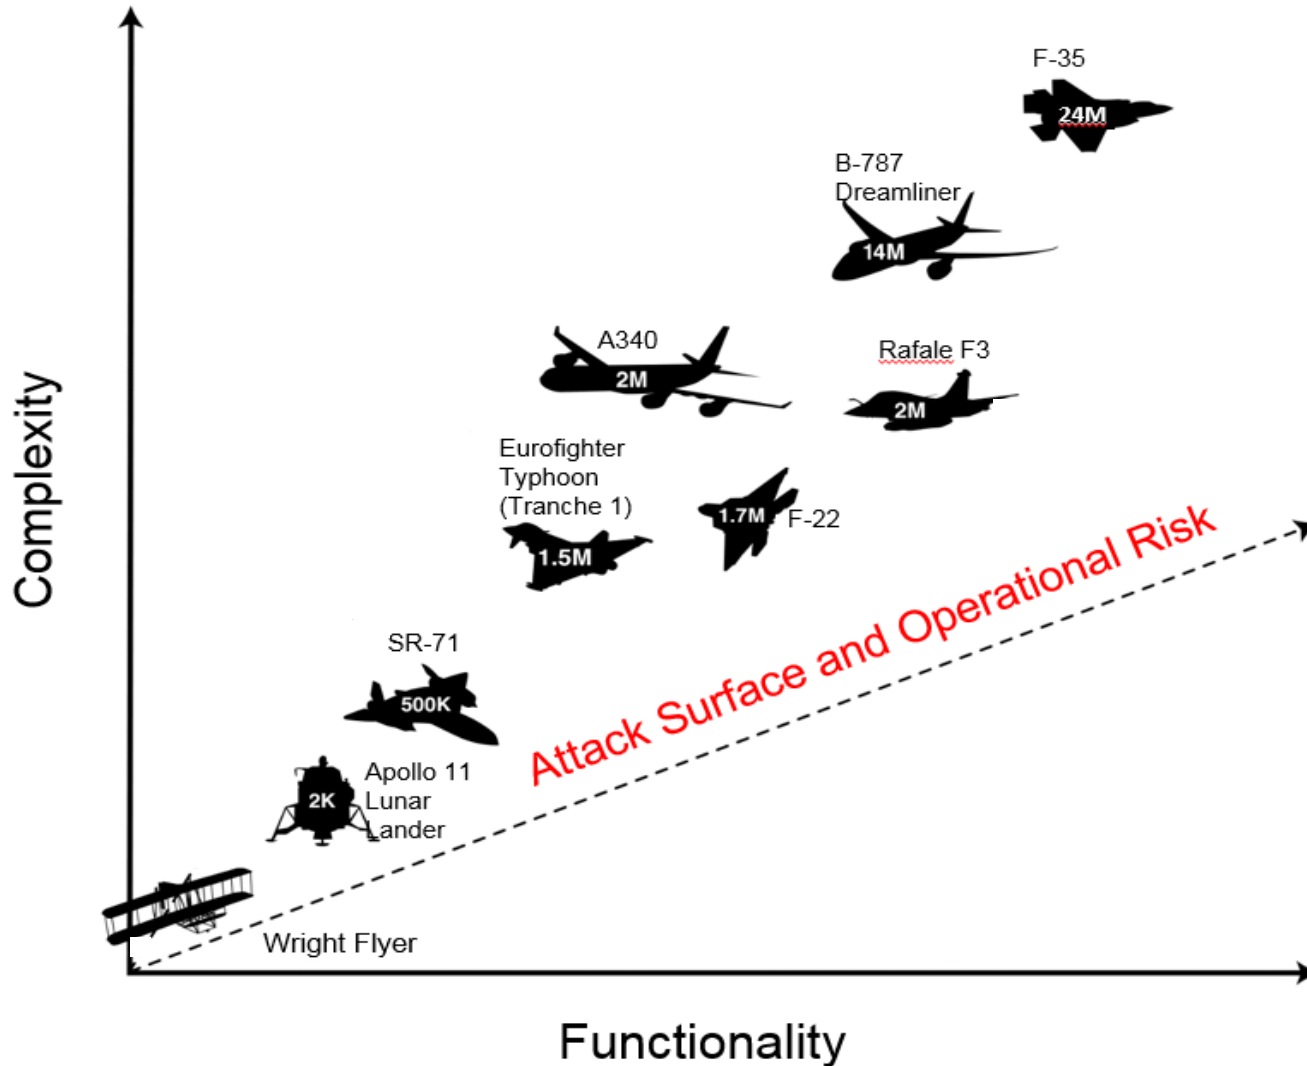 F-35
24M
B-787
Dreamliner
14M
A340
2M
Rafale F3
2M
Eurofighter
Typhoon
(Tranche 1)
1.5M
1.7M
F-22
SR-71
500K
Apollo 11
Lunar
Lander
2K
Wright Flyer
Attack Surface and Operational Risk
Complexity
Functionality